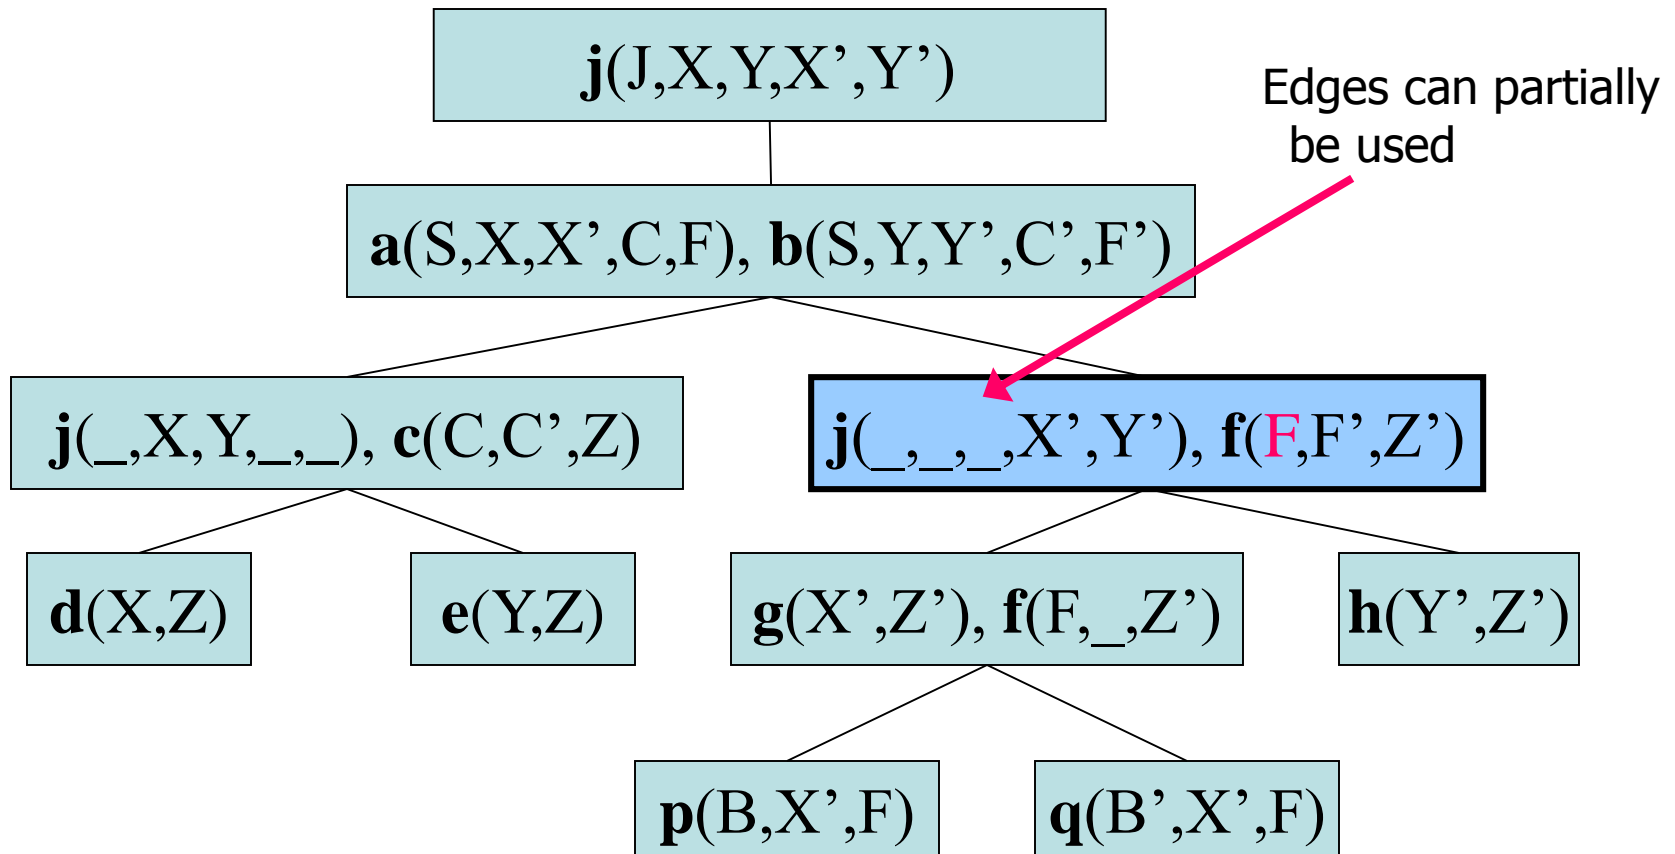 j(J,X,Y,X’,Y’)
Edges can partially
be used
a(S,X,X’,C,F), b(S,Y,Y’,C’,F’)
j(_,X,Y,_,_), c(C,C’,Z)
j(_,_,_,X’,Y’), f(F,F’,Z’)
d(X,Z)
e(Y,Z)
g(X’,Z’), f(F,_,Z’)
h(Y’,Z’)
p(B,X’,F)
q(B’,X’,F)